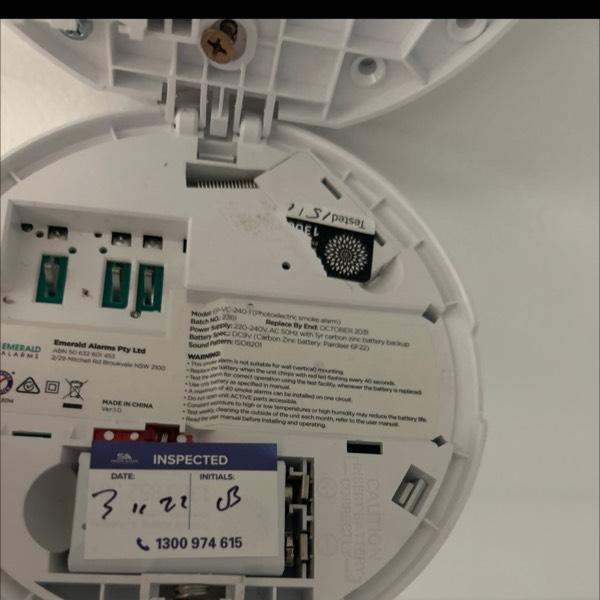 Tested
Model: EP-VC-240-1 (Photoelectric smoke alarm)
Batch NO.: 2361
Replace By End: OCTOBER 2031
Power Supply: 220-240V, AC 50Hz with 1yr carbon zinc battery backup
Battery Spec.: DC9V (Carbon Zinc battery: Pairdeer 6F22)
Sound Pattern: ISO8201
WARNING:
• This smoke alarm is not suitable for wall (vertical) mounting.
• Replace the battery when the unit chirps with red led flashing every 40 seconds.
• Test the alarm for correct operation using the test facility, whenever the battery is replaced.
• Use only battery as specified in manual.
• A maximum of 40 smoke alarms can be installed on one circuit.
• Do not open unit ACTIVE parts accessible.
• Constant exposure to high or low temperatures or high humidity may reduce the battery life.
• Test weekly, cleaning the outside of the unit each month, refer to the user manual.
• Read the user manual before installing and operating.
EMERALD
ALARMS
Emerald Alarms Pty Ltd
ABN 50 632 601 453
2/29 Mitchell Rd Brookvale NSW 2100
MADE IN CHINA
Ver:1.0
INSPECTED
DATE:
INITIALS:
3 11 22
CB
1300 974 615
CAUTION